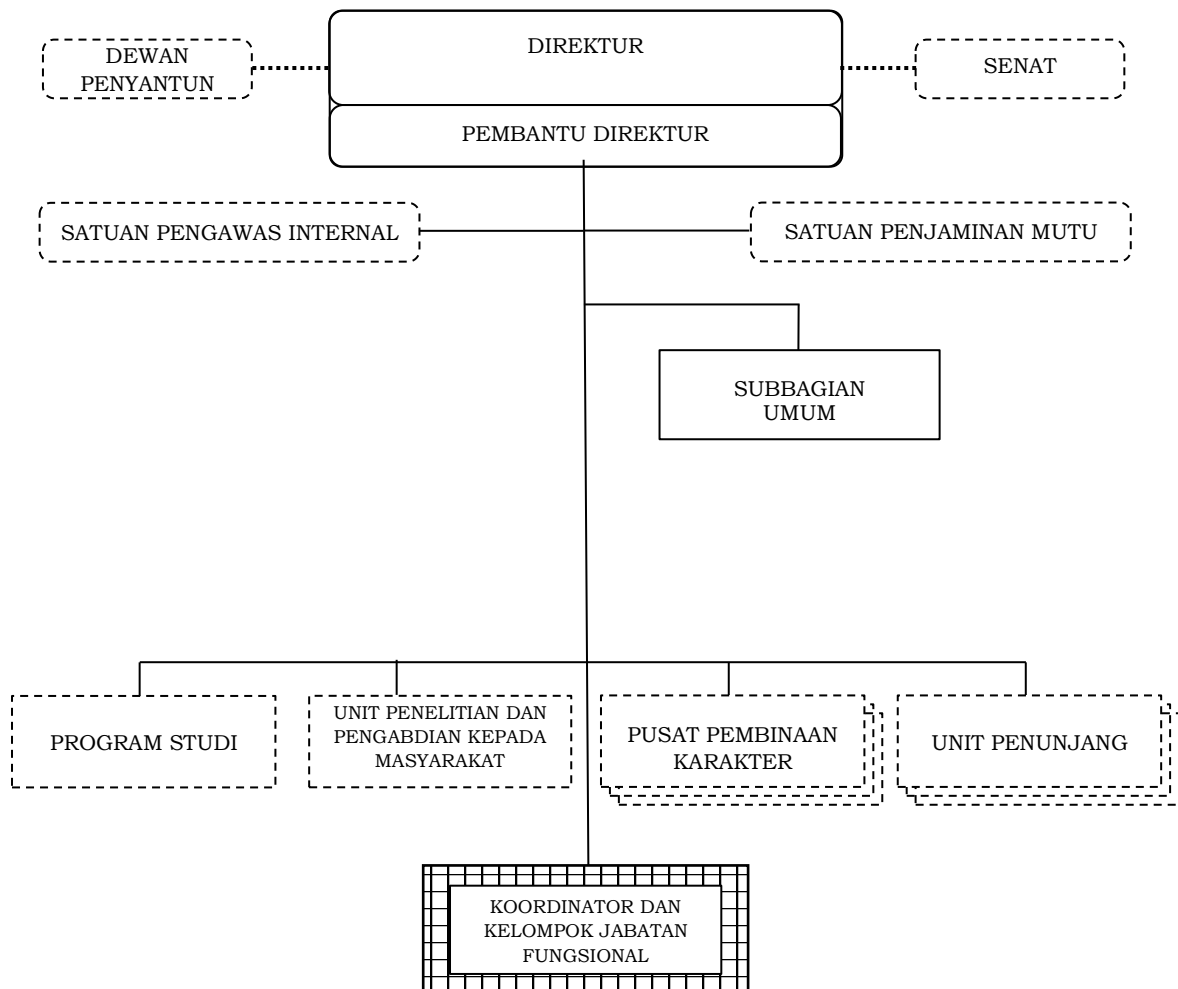 DIREKTUR
DEWAN
PENYANTUN
SENAT
PEMBANTU DIREKTUR
SATUAN PENGAWAS INTERNAL
SATUAN PENJAMINAN MUTU
SUBBAGIAN
UMUM
PROGRAM STUDI
UNIT PENELITIAN DAN
PENGABDIAN KEPADA
MASYARAKAT
PUSAT PEMBINAAN
KARAKTER
UNIT PENUNJANG
KOORDINATOR DAN
KELOMPOK JABATAN
FUNGSIONAL